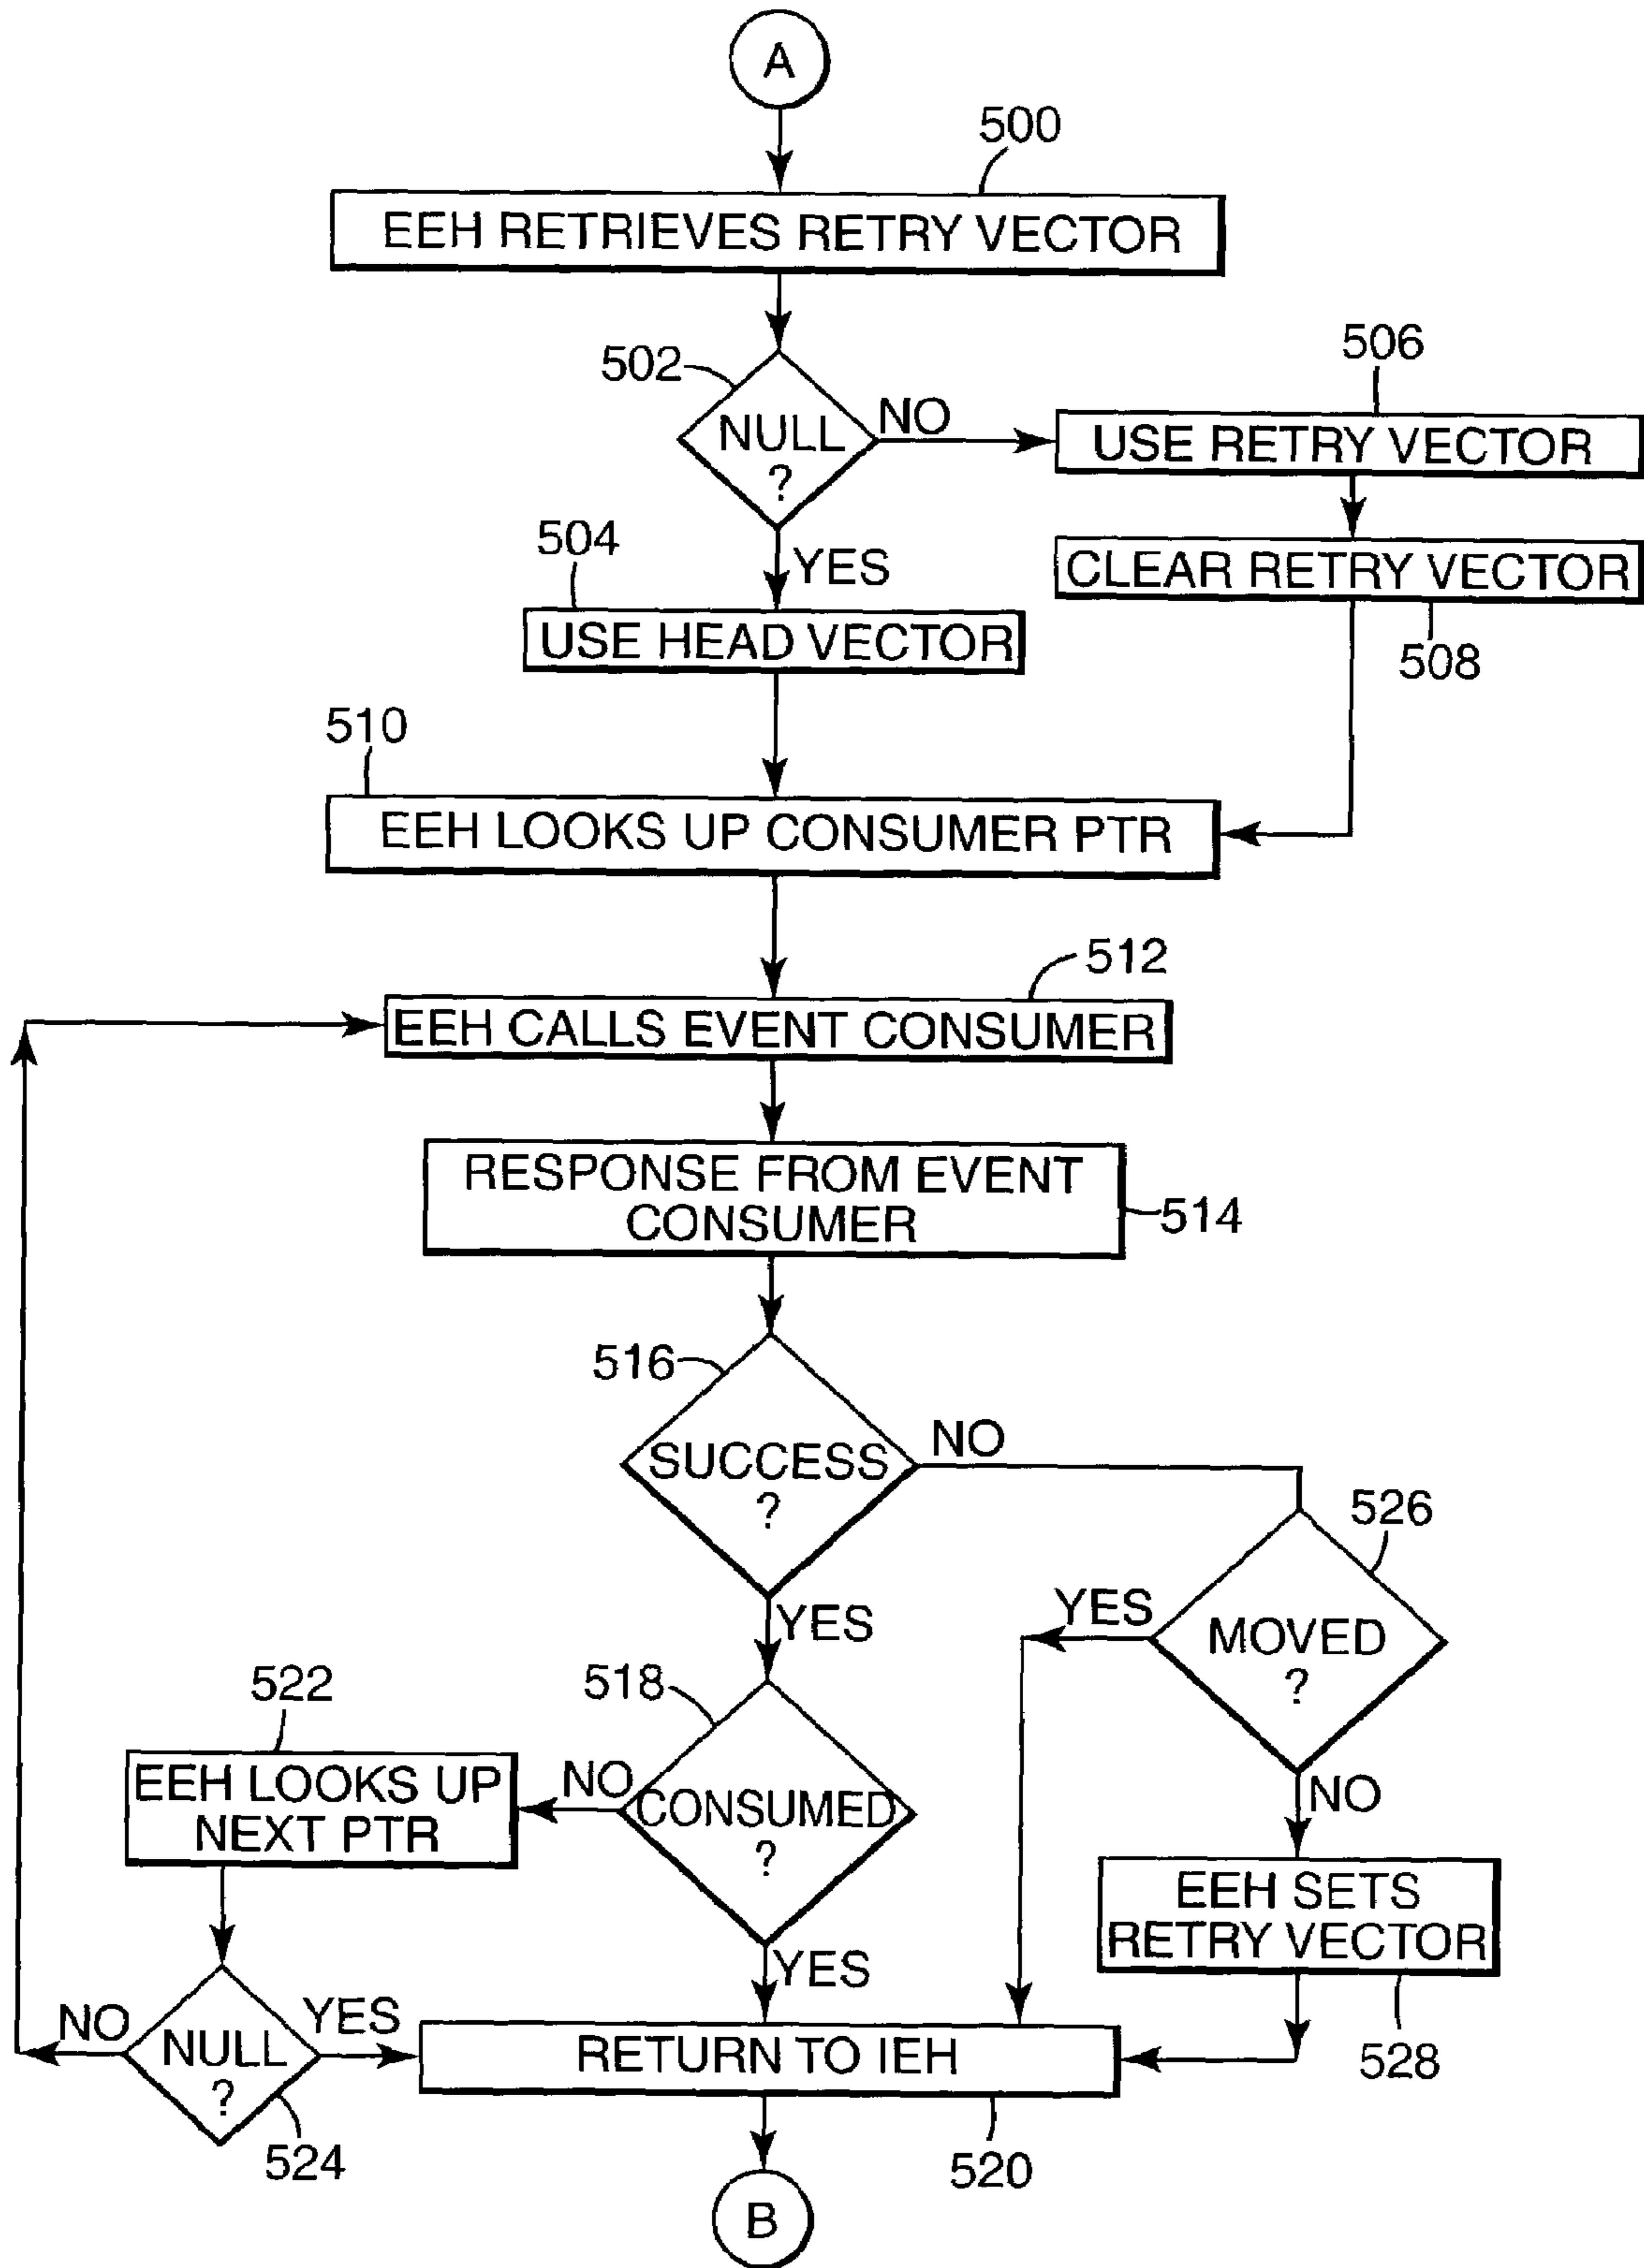 A
500
EEH RETRIEVES RETRY VECTOR
502
NULL
?
NO
506
USE RETRY VECTOR
504
YES
CLEAR RETRY VECTOR
508
USE HEAD VECTOR
510
EEH LOOKS UP CONSUMER PTR
512
EEH CALLS EVENT CONSUMER
RESPONSE FROM EVENT
CONSUMER
514
516
SUCCESS
?
NO
526
YES
YES
MOVED
?
522
518
EEH LOOKS UP
NEXT PTR
NO
CONSUMED
?
NO
EEH SETS
RETRY VECTOR
528
YES
NO
NULL
?
YES
524
RETURN TO IEH
520
B